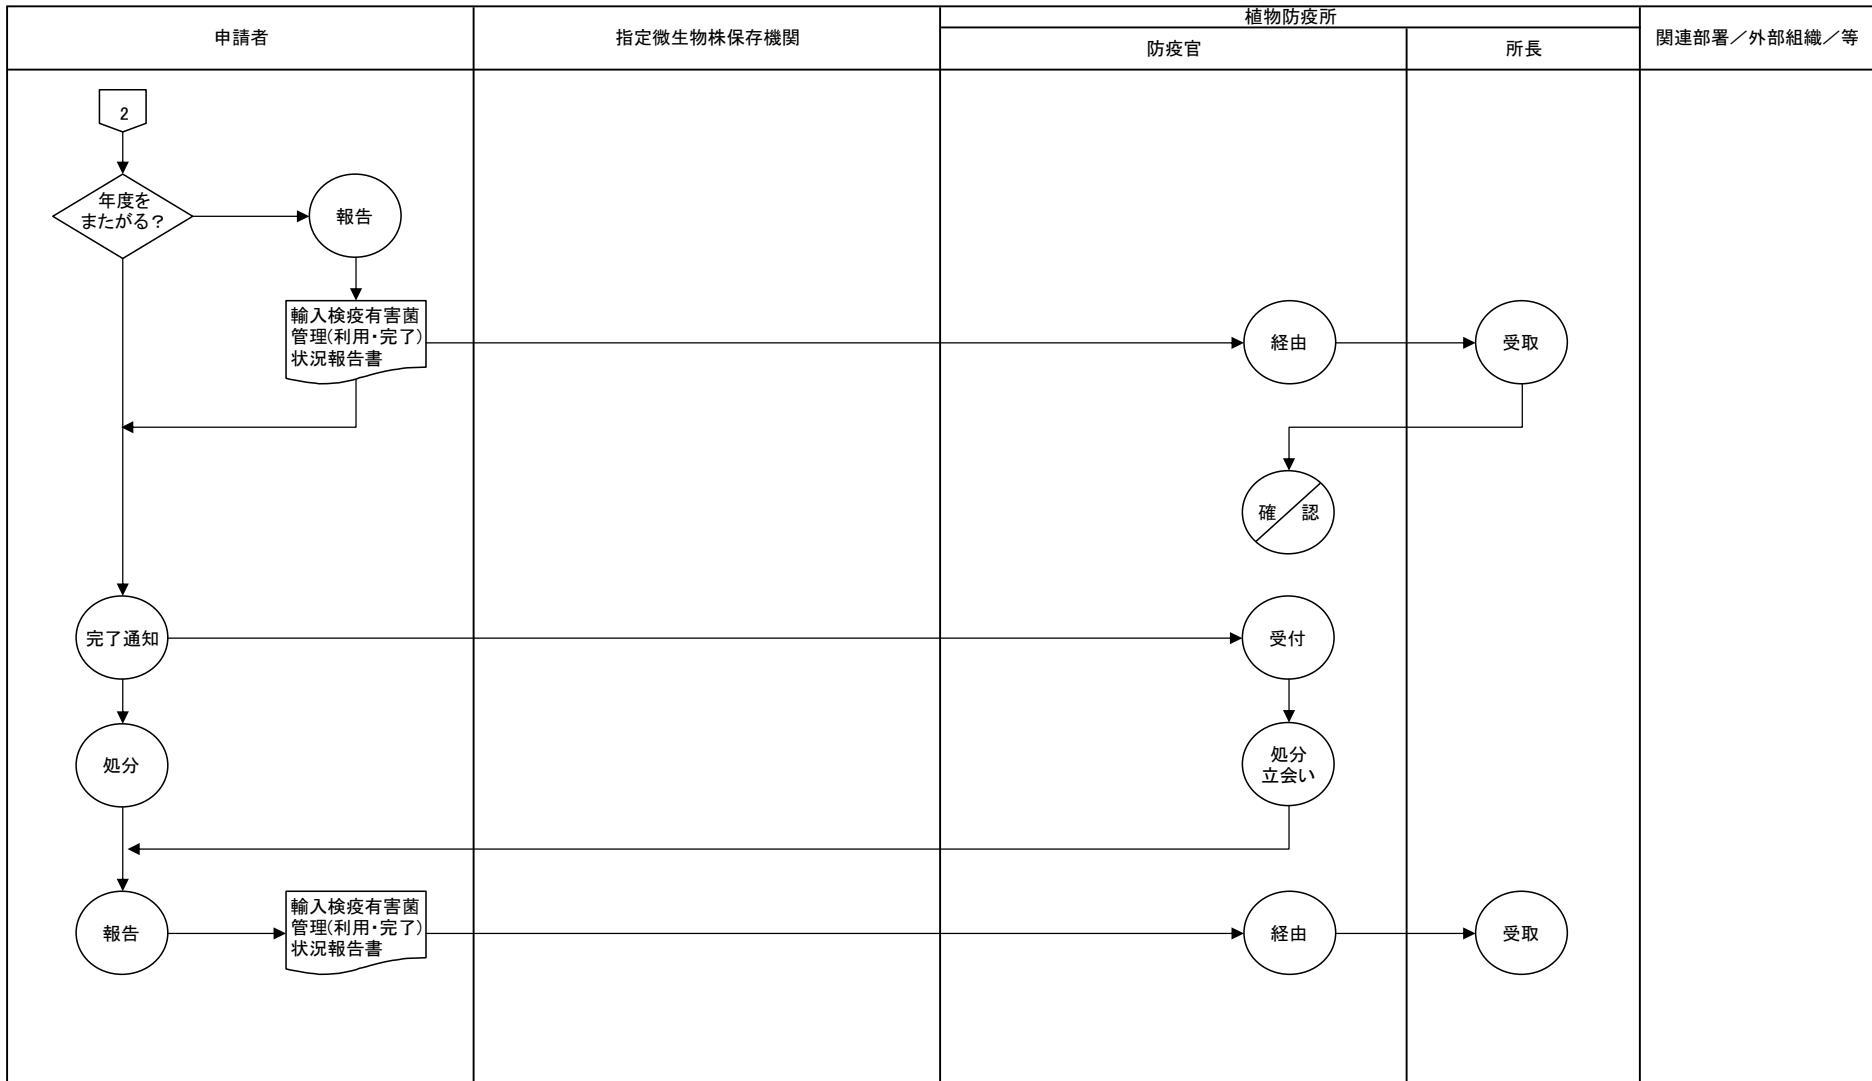 申請者
指定微生物株保存機関
植物防疫所
防疫官
所長
関連部署／外部組織／等
2
年度を
またがる？
報告
輸入検疫有害菌
管理(利用・完了)
状況報告書
経由
受取
確 認
完了通知
受付
処分
処分
立会い
報告
輸入検疫有害菌
管理(利用・完了)
状況報告書
経由
受取